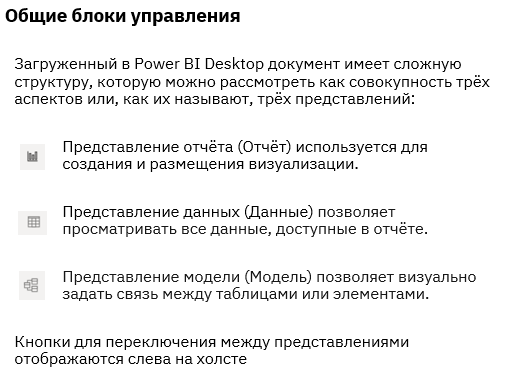 Общие блоки управления
Загруженный в Power BI Desktop документ имеет сложную
структуру, которую можно рассмотреть как совокупность трёх
аспектов или, как их называют, трёх представлений:
Представление отчёта (Отчёт) используется для
создания и размещения визуализации.
Представление данных (Данные) позволяет
просматривать все данные, доступные в отчёте.
Представление модели (Модель) позволяет визуально
задать связь между таблицами или элементами.
Кнопки для переключения между представлениями
отображаются слева на холсте